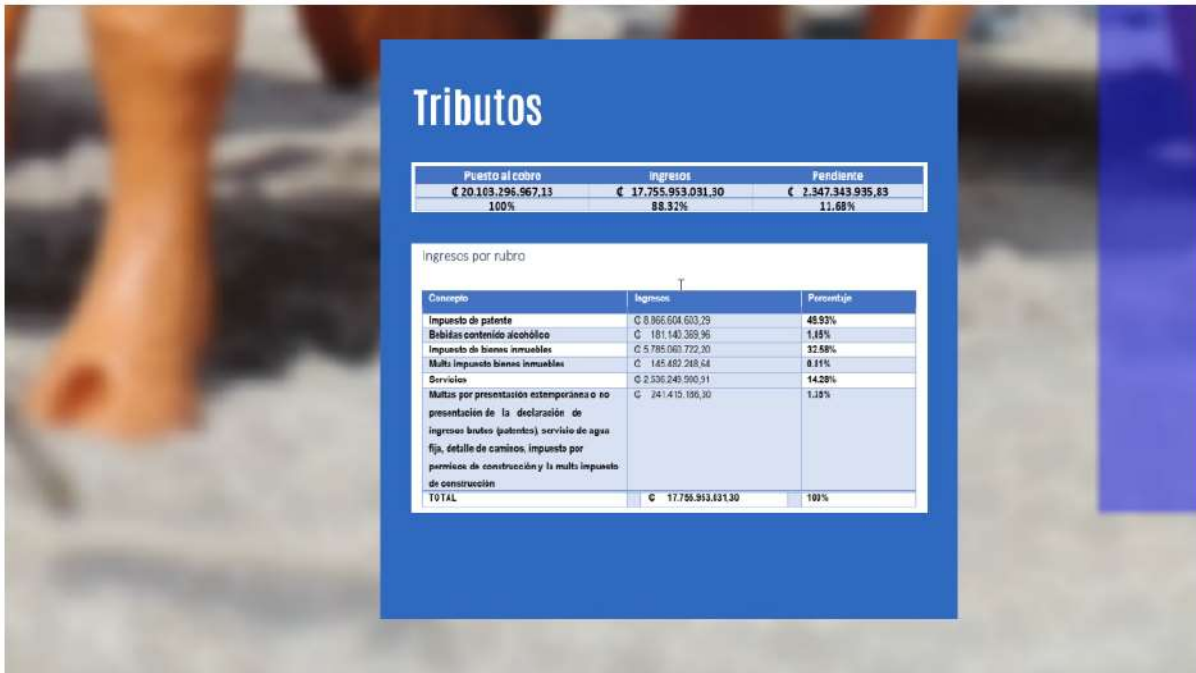 Tributos
Puesto al cobro Ingresos Pendiente
₡ 20.103.296.967,13 ₡ 17.755.953.031,30 ₡ 2.347.343.935,83
100% 88.32% 11.68%
Ingresos por rubro
Concepto Ingresos Porcentaje
Impuesto de patente ₡ 8.866.604.603,29 49.93%
Bebidas contenido alcohólico ₡ 181.140.369,96 1,05%
Impuesto de bienes inmuebles ₡ 5.785.060.722,20 32.58%
Multa impuesto bienes inmuebles ₡ 145.482.248,64 0.81%
Servicios ₡ 2.536.249.900,91 14.28%
Multas por presentación extemporánea o no ₡ 241.415.186,30 1.35%
presentación de la declaración de
ingresos brutos (patentes), servicio de agua
fija, detalle de caminos, impuesto por
permisos de construcción y la multa impuesto
de construcción
TOTAL ₡ 17.755.953.031,30 100%